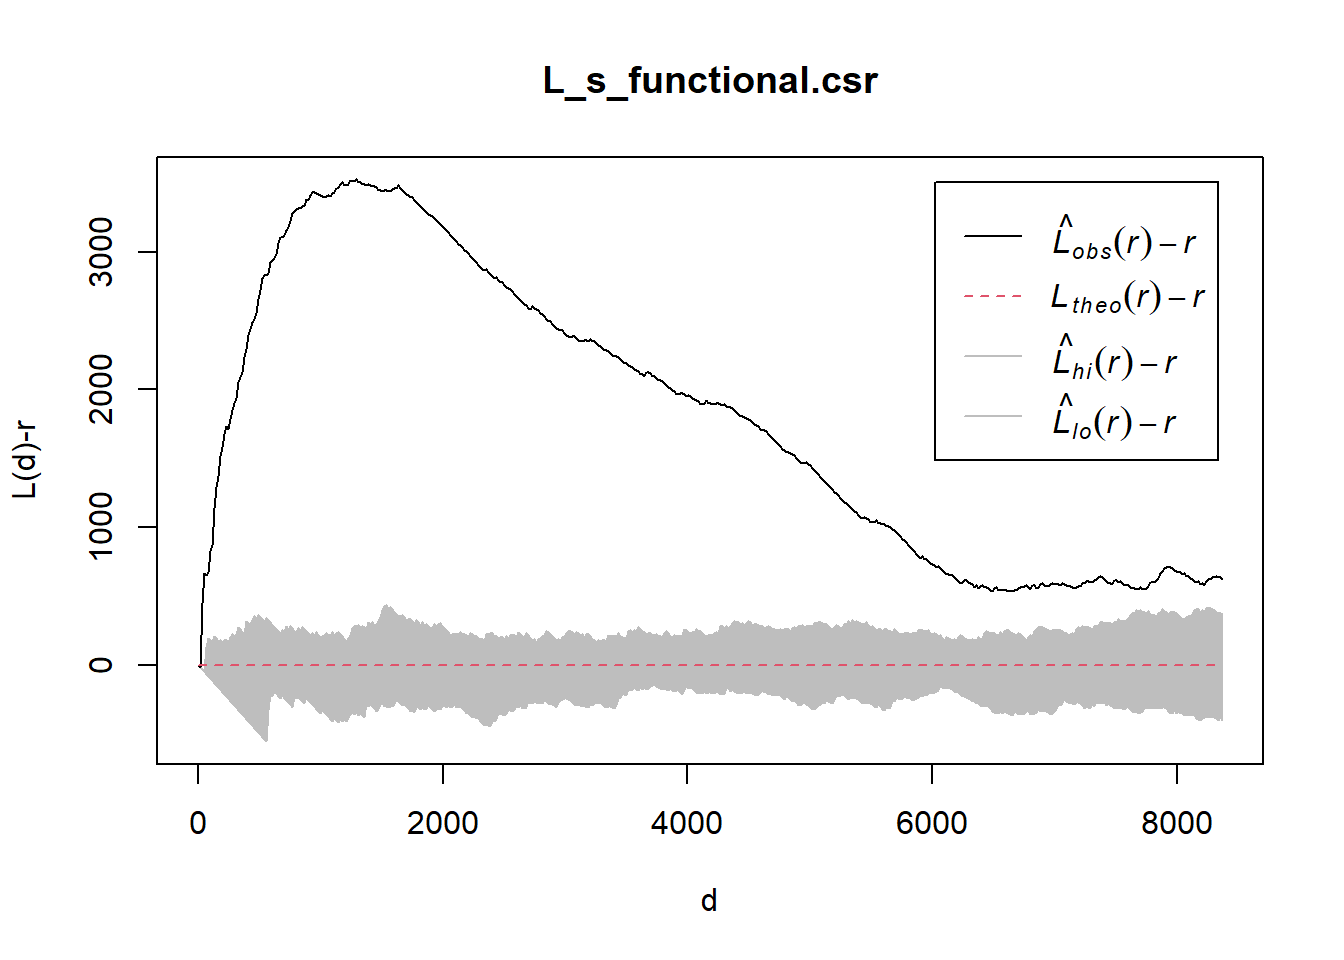 L_s_functional.csr
L(d)-r
3000
2000
1000
0
L̂obs(r) − r
Ltheo(r) − r
L̂hi(r) − r
L̂lo(r) − r
0 2000 4000 6000 8000
d